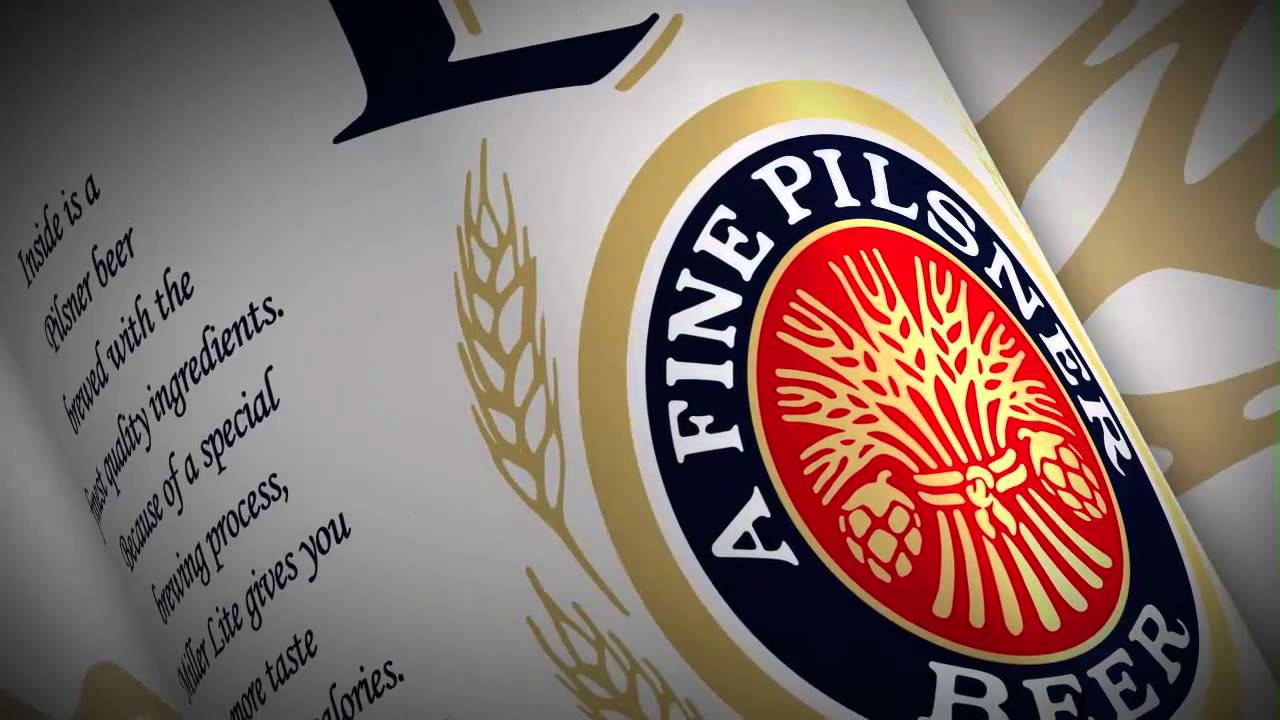 Inside is a
Pilsner beer
brewed with the
finest quality ingredients.
Because of a special
brewing process,
Miller Lite gives you
more taste
calories.
A FINE PILSNER
BEER